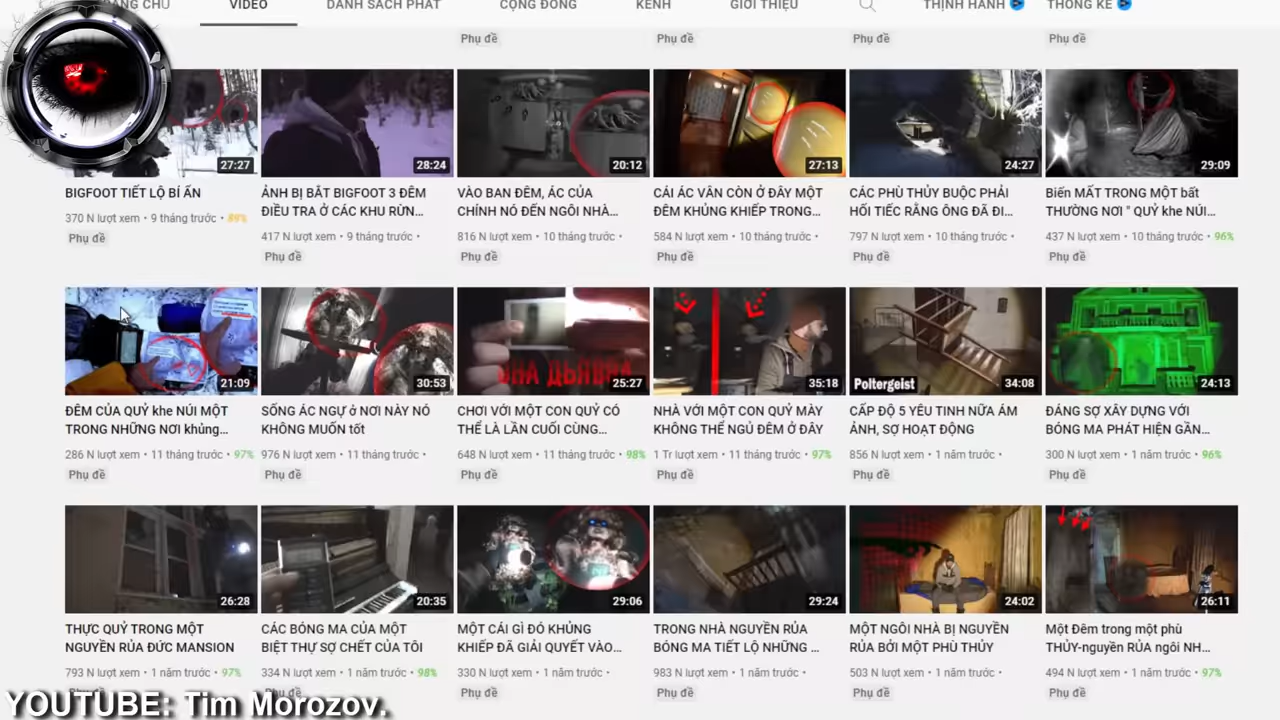 VIDEO DANH SÁCH PHÁT CỘNG ĐỒNG KÊNH GIỚI THIỆU THỊNH HÀNH THỐNG KÊ
Phụ đề Phụ đề Phụ đề Phụ đề
27:27 28:24 20:12 27:13 24:27 29:09
BIGFOOT TIẾT LỘ BÍ ẨN
370 N lượt xem • 9 tháng trước • 89%
Phụ đề
ẢNH BỊ BẮT BIGFOOT 3 ĐÊM
ĐIỀU TRA Ở CÁC KHU RỪN...
417 N lượt xem • 9 tháng trước •
Phụ đề
VÀO BAN ĐÊM, ÁC CỦA
CHÍNH NÓ ĐẾN NGÔI NHÀ...
816 N lượt xem • 10 tháng trước •
Phụ đề
CÁI ÁC VẪN CÒN Ở ĐÂY MỘT
ĐÊM KHỦNG KHIẾP TRONG...
584 N lượt xem • 10 tháng trước •
Phụ đề
CÁC PHÙ THỦY BUỘC PHẢI
HỐI TIẾC RẰNG ÔNG ĐÃ ĐI...
797 N lượt xem • 10 tháng trước •
Phụ đề
Biến MẤT TRONG MỘT bất
THƯỜNG NƠI " QUỶ khe NÚI...
437 N lượt xem • 10 tháng trước • 96%
Phụ đề
21:09 30:53 25:27 35:18 34:08 24:13
ОНА ДЬЯВОЛ
Poltergeist
ĐÊM CỦA QUỶ khe NÚI MỘT
TRONG NHỮNG NƠI khủng...
286 N lượt xem • 11 tháng trước • 97%
Phụ đề
SỐNG ÁC NGỰ ở NƠI NÀY NÓ
KHÔNG MUỐN tốt
976 N lượt xem • 11 tháng trước •
Phụ đề
CHƠI VỚI MỘT CON QUỶ CÓ
THỂ LÀ LẦN CUỐI CÙNG...
648 N lượt xem • 11 tháng trước • 98%
Phụ đề
NHÀ VỚI MỘT CON QUỶ MÀY
KHÔNG THỂ NGỦ ĐÊM Ở ĐÂY
1 Tr lượt xem • 11 tháng trước • 97%
Phụ đề
CẤP ĐỘ 5 YÊU TINH NỮA ÁM
ẢNH, SỢ HOẠT ĐỘNG
856 N lượt xem • 1 năm trước •
Phụ đề
ĐÁNG SỢ XÂY DỰNG VỚI
BÓNG MA PHÁT HIỆN GẦN...
300 N lượt xem • 1 năm trước • 96%
Phụ đề
26:28 20:35 29:06 29:24 24:02 26:11
THỰC QUỶ TRONG MỘT
NGUYỀN RỦA ĐỨC MANSION
793 N lượt xem • 1 năm trước • 97%
Phụ đề
CÁC BÓNG MA CỦA MỘT
BIỆT THỰ SỢ CHẾT CỦA TÔI
334 N lượt xem • 1 năm trước • 98%
Phụ đề
MỘT CÁI GÌ ĐÓ KHỦNG
KHIẾP ĐÃ GIẢI QUYẾT VÀO...
330 N lượt xem • 1 năm trước •
Phụ đề
TRONG NHÀ NGUYỀN RỦA
BÓNG MA TIẾT LỘ NHỮNG ...
983 N lượt xem • 1 năm trước •
Phụ đề
MỘT NGÔI NHÀ BỊ NGUYỀN
RỦA BỞI MỘT PHÙ THỦY
503 N lượt xem • 1 năm trước •
Phụ đề
Một Đêm trong một phù
THỦY-nguyền RỦA ngôi NH...
494 N lượt xem • 1 năm trước • 97%
Phụ đề
YOUTUBE: Tim Morozov.